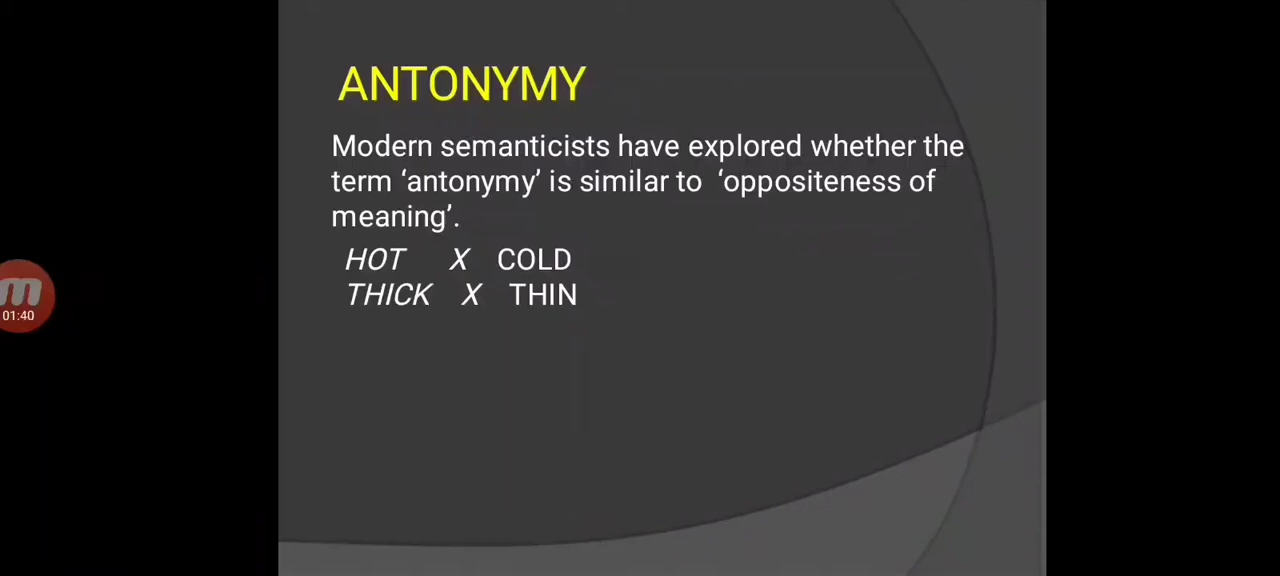 ANTONYMY
Modern semanticists have explored whether the
term ‘antonymy’ is similar to ‘oppositeness of
meaning’.
HOT X COLD
THICK X THIN
01:40